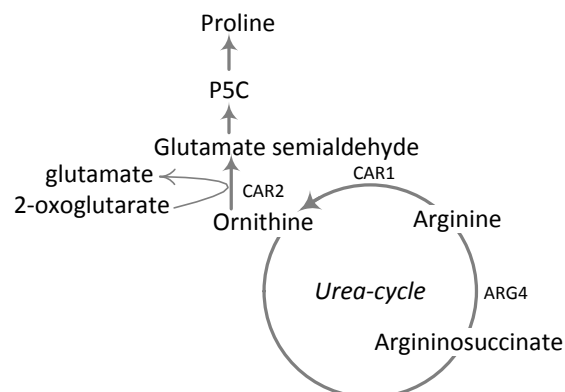 Proline
P5C
Glutamate semialdehyde
glutamate
2-oxoglutarate
CAR2
Ornithine
CAR1
Arginine
Urea-cycle
ARG4
Argininosuccinate